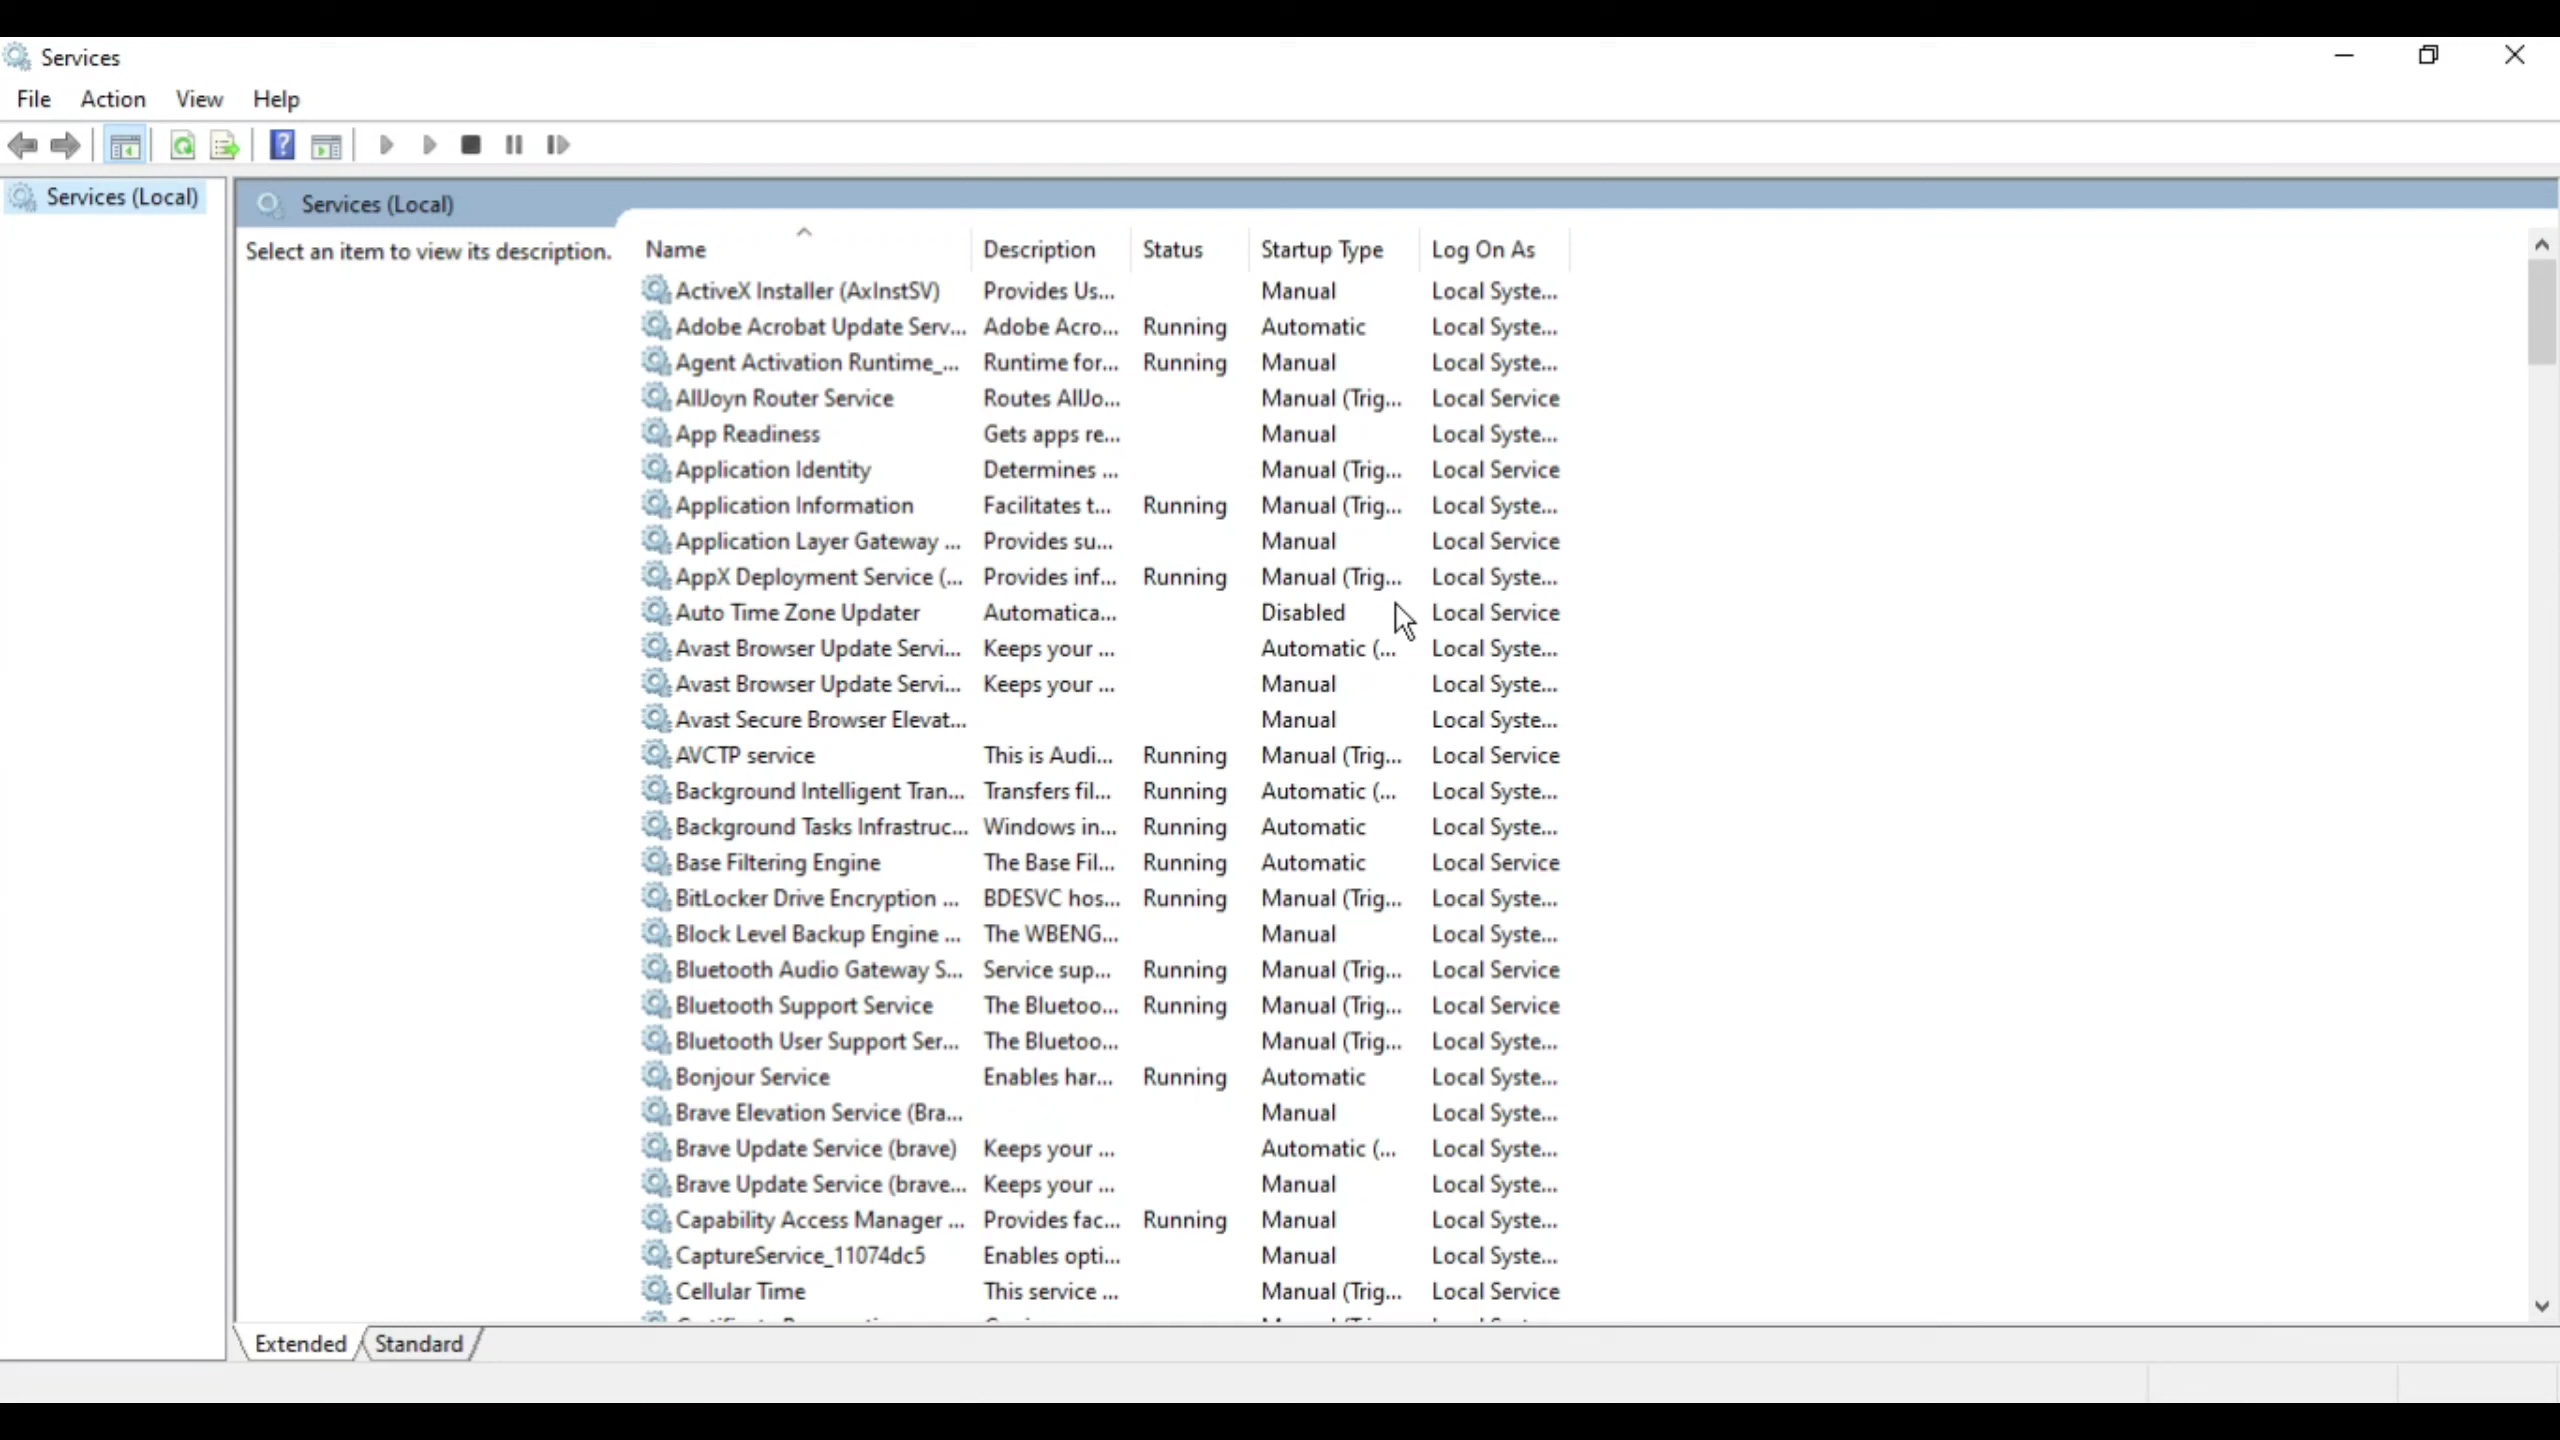 Services
File Action View Help
Services (Local)
Services (Local)
Select an item to view its description.
Name Description Status Startup Type Log On As
ActiveX Installer (AxInstSV) Provides Us... Manual Local Syste...
Adobe Acrobat Update Serv... Adobe Acro... Running Automatic Local Syste...
Agent Activation Runtime_... Runtime for... Running Manual Local Syste...
AllJoyn Router Service Routes AllJo... Manual (Trig... Local Service
App Readiness Gets apps re... Manual Local Syste...
Application Identity Determines ... Manual (Trig... Local Service
Application Information Facilitates t... Running Manual (Trig... Local Syste...
Application Layer Gateway ... Provides su... Manual Local Service
AppX Deployment Service (... Provides inf... Running Manual (Trig... Local Syste...
Auto Time Zone Updater Automatica... Disabled Local Service
Avast Browser Update Servi... Keeps your ... Automatic (... Local Syste...
Avast Browser Update Servi... Keeps your ... Manual Local Syste...
Avast Secure Browser Elevat... Manual Local Syste...
AVCTP service This is Audi... Running Manual (Trig... Local Service
Background Intelligent Tran... Transfers fil... Running Automatic (... Local Syste...
Background Tasks Infrastruc... Windows in... Running Automatic Local Syste...
Base Filtering Engine The Base Fil... Running Automatic Local Service
BitLocker Drive Encryption ... BDESVC hos... Running Manual (Trig... Local Syste...
Block Level Backup Engine ... The WBENG... Manual Local Syste...
Bluetooth Audio Gateway S... Service sup... Running Manual (Trig... Local Service
Bluetooth Support Service The Bluetoo... Running Manual (Trig... Local Service
Bluetooth User Support Ser... The Bluetoo... Manual (Trig... Local Syste...
Bonjour Service Enables har... Running Automatic Local Syste...
Brave Elevation Service (Bra... Manual Local Syste...
Brave Update Service (brave) Keeps your ... Automatic (... Local Syste...
Brave Update Service (brave... Keeps your ... Manual Local Syste...
Capability Access Manager ... Provides fac... Running Manual Local Syste...
CaptureService_11074dc5 Enables opti... Manual Local Syste...
Cellular Time This service ... Manual (Trig... Local Service
Extended Standard